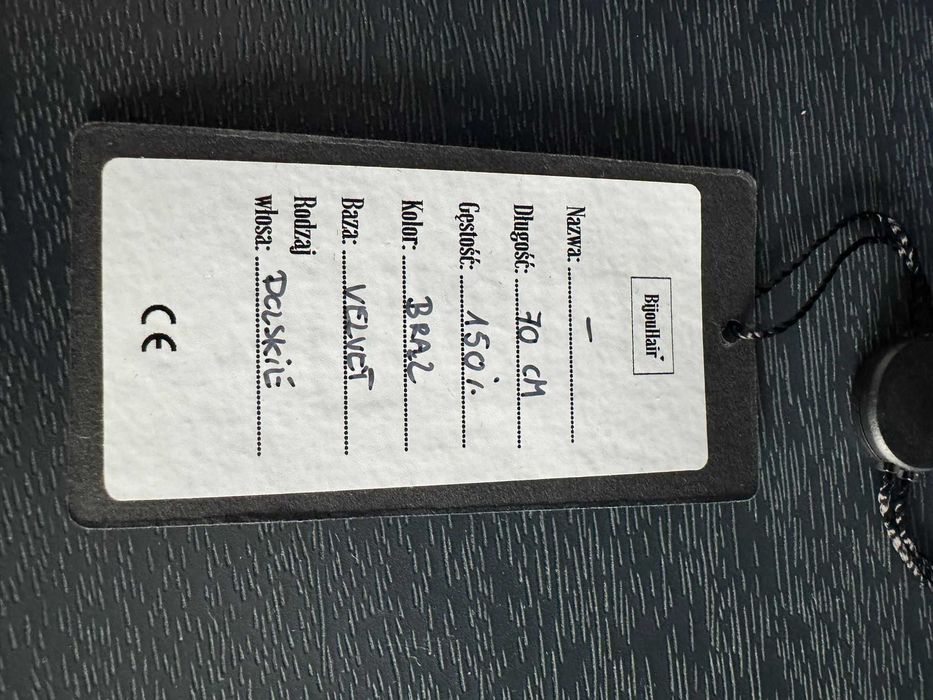 BijouHair
Nazwa: –
Długość: 70 CM
Gęstość: 150%
Kolor: BRĄZ
Baza: VELVET
Rodzaj
włosa: POLSKIE
CE